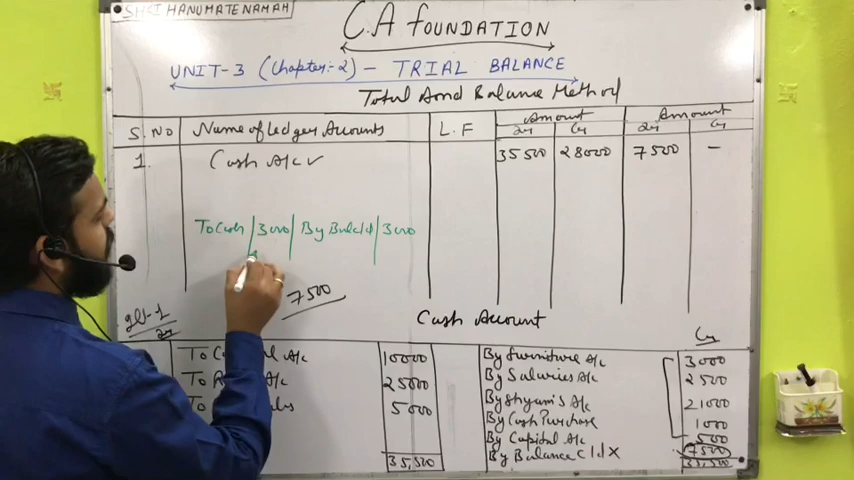 SHRI HANUMATE NAMAH
C.A FOUNDATION
UNIT-3 (Chapter:-2) - TRIAL BALANCE
Total And Balance Method
S.NO Name of Ledger Accounts L.F Amount Amount
Dr Cr Dr Cr
1. Cash A/c ✓ 35500 28000 7500 -
To Cash 3000 By Bal c/d 3000
7500
Cash Account
Dr Cr
A/c 10000 By Furniture A/c 3000
A/c 25000 By Salaries A/c 2500
5000 By Shyam's A/c 21000
By Cash Purchase 1000
By Capital A/c 500
By Balance C/d X 7500
35,500 35,500